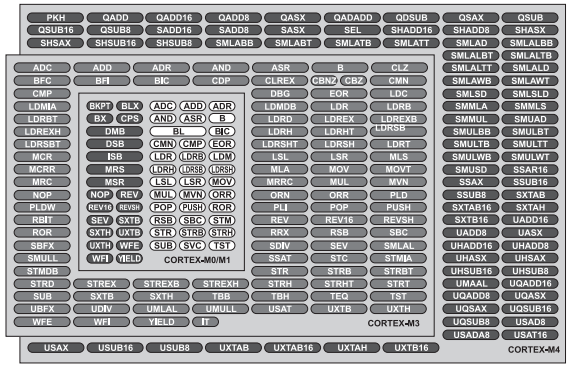 PKH QADD QADD16 QADD8 QASX QADADD QDSUB QSAX QSUB
QSUB16 QSUB8 SADD16 SADD8 SASX SEL SHADD16 SHADD8 SHASX
SHSAX SHSUB16 SHSUB8 SMLABB SMLABT SMLATB SMLATT SMLAD SMLALBB
SMLALBT SMLALTB
ADC ADD ADR AND ASR B CLZ SMLALTT SMLALD
BFC BFI BIC CDP CLREX CBNZ CBZ CMN SMLAWB SMLAWT
CMP DBG EOR LDC SMLSD SMLSLD
LDMIA BKPT BLX ADC ADD ADR LDMDB LDR LDRB SMMLA SMMLS
LDRBT BX CPS AND ASR B LDRD LDREX LDREXB SMMUL SMUAD
LDREXH DMB BL BIC LDRH LDRHT LDRSB SMULBB SMULBT
LDRSBT DSB CMN CMP EOR LDRSHT LDRSH LDRT SMULTB SMULTT
MCR ISB LDR LDRB LDM LSL LSR MLS SMULWB SMULWT
MCRR MRS LDRH LDRSB LDRSH MLA MOV MOVT SMUSD SSAR16
MRC MSR LSL LSR MOV MRRC MUL MVN SSAX SSUB16
NOP NOP REV MUL MVN ORR ORN ORR PLD SSUB8 SXTAB
PLDW REV16 REVSH POP PUSH ROR PLI POP PUSH SXTAB16 SXTAH
RBIT SEV SXTB RSB SBC STM REV REV16 REVSH SXTB16 UADD16
ROR SXTH UXTB STR STRB STRH RRX RSB SBC UADD8 UASX
SBFX UXTH WFE SUB SVC TST SDIV SEV SMLAL UHADD16 UHADD8
SMULL WFI YIELD CORTEX-M0/M1 SSAT STC STMIA UHASX UHSAX
STMDB STR STRB STRBT UHSUB16 UHSUB8
STRD STREX STREXB STREXH STRH STRHT STRT UMAAL UQADD16
SUB SXTB SXTH TBB TBH TEQ TST UQADD8 UQASX
UBFX UDIV UMLAL UMULL USAT UXTB UXTH UQSAX UQSUB16
WFE WFI YIELD IT CORTEX-M3 UQSUB8 USAD8
USADA8 USAT16
USAX USUB16 USUB8 UXTAB UXTAB16 UXTAH UXTB16 CORTEX-M4